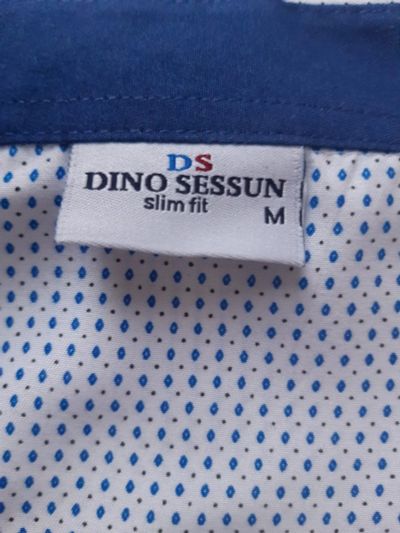 DS
DINO SESSUN
slim fit
M